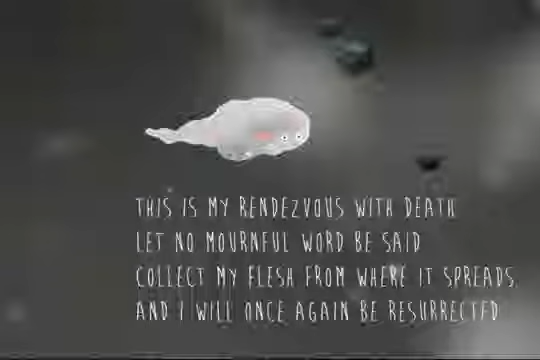 THIS IS MY RENDEZVOUS WITH DEATH
LET NO MOURNFUL WORD BE SAID
COLLECT MY FLESH FROM WHERE IT SPREADS,
AND I WILL ONCE AGAIN BE RESURRECTED